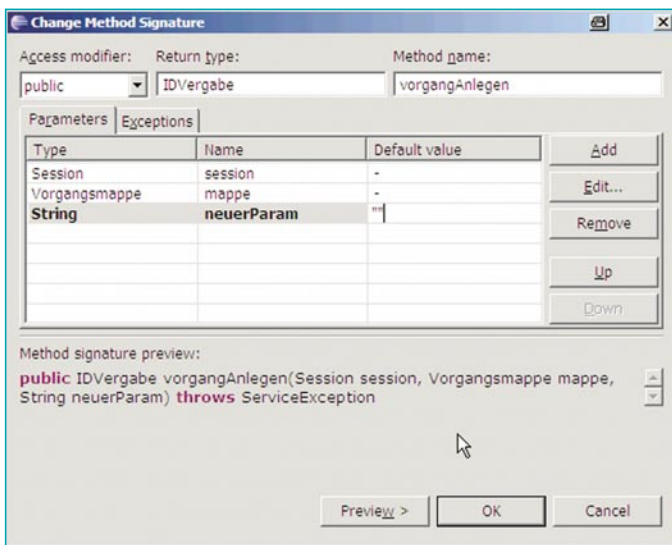 Change Method Signature
Access modifier: Return type: Method name:
public IDVergabe vorgangAnlegen
Parameters Exceptions
Type Name Default value
Session session -
Vorgangsmappe mappe -
String neuerParam ""
Add
Edit...
Remove
Up
Down
Method signature preview:
public IDVergabe vorgangAnlegen(Session session, Vorgangsmappe mappe,
String neuerParam) throws ServiceException
Preview > OK Cancel